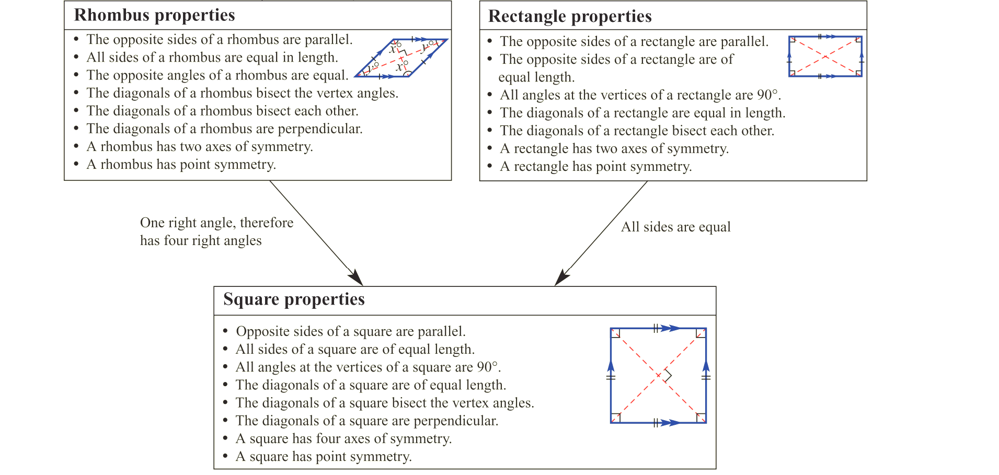 Rhombus properties
• The opposite sides of a rhombus are parallel.
• All sides of a rhombus are equal in length.
• The opposite angles of a rhombus are equal.
• The diagonals of a rhombus bisect the vertex angles.
• The diagonals of a rhombus bisect each other.
• The diagonals of a rhombus are perpendicular.
• A rhombus has two axes of symmetry.
• A rhombus has point symmetry.
x°
y°
y°
x°
Rectangle properties
• The opposite sides of a rectangle are parallel.
• The opposite sides of a rectangle are of
equal length.
• All angles at the vertices of a rectangle are 90°.
• The diagonals of a rectangle are equal in length.
• The diagonals of a rectangle bisect each other.
• A rectangle has two axes of symmetry.
• A rectangle has point symmetry.
One right angle, therefore
has four right angles
All sides are equal
Square properties
• Opposite sides of a square are parallel.
• All sides of a square are of equal length.
• All angles at the vertices of a square are 90°.
• The diagonals of a square are of equal length.
• The diagonals of a square bisect the vertex angles.
• The diagonals of a square are perpendicular.
• A square has four axes of symmetry.
• A square has point symmetry.